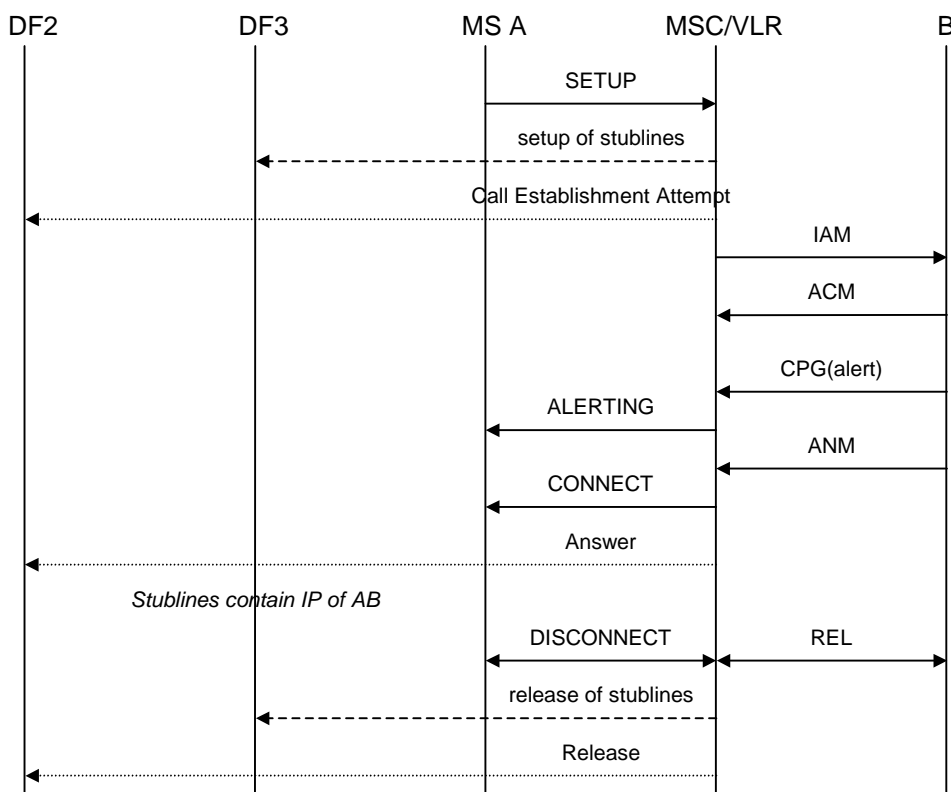 DF2 DF3 MS A MSC/VLR B
SETUP
setup of stublines
Call Establishment Attempt
IAM
ACM
CPG(alert)
ALERTING
ANM
CONNECT
Answer
Stublines contain IP of AB
DISCONNECT REL
release of stublines
Release